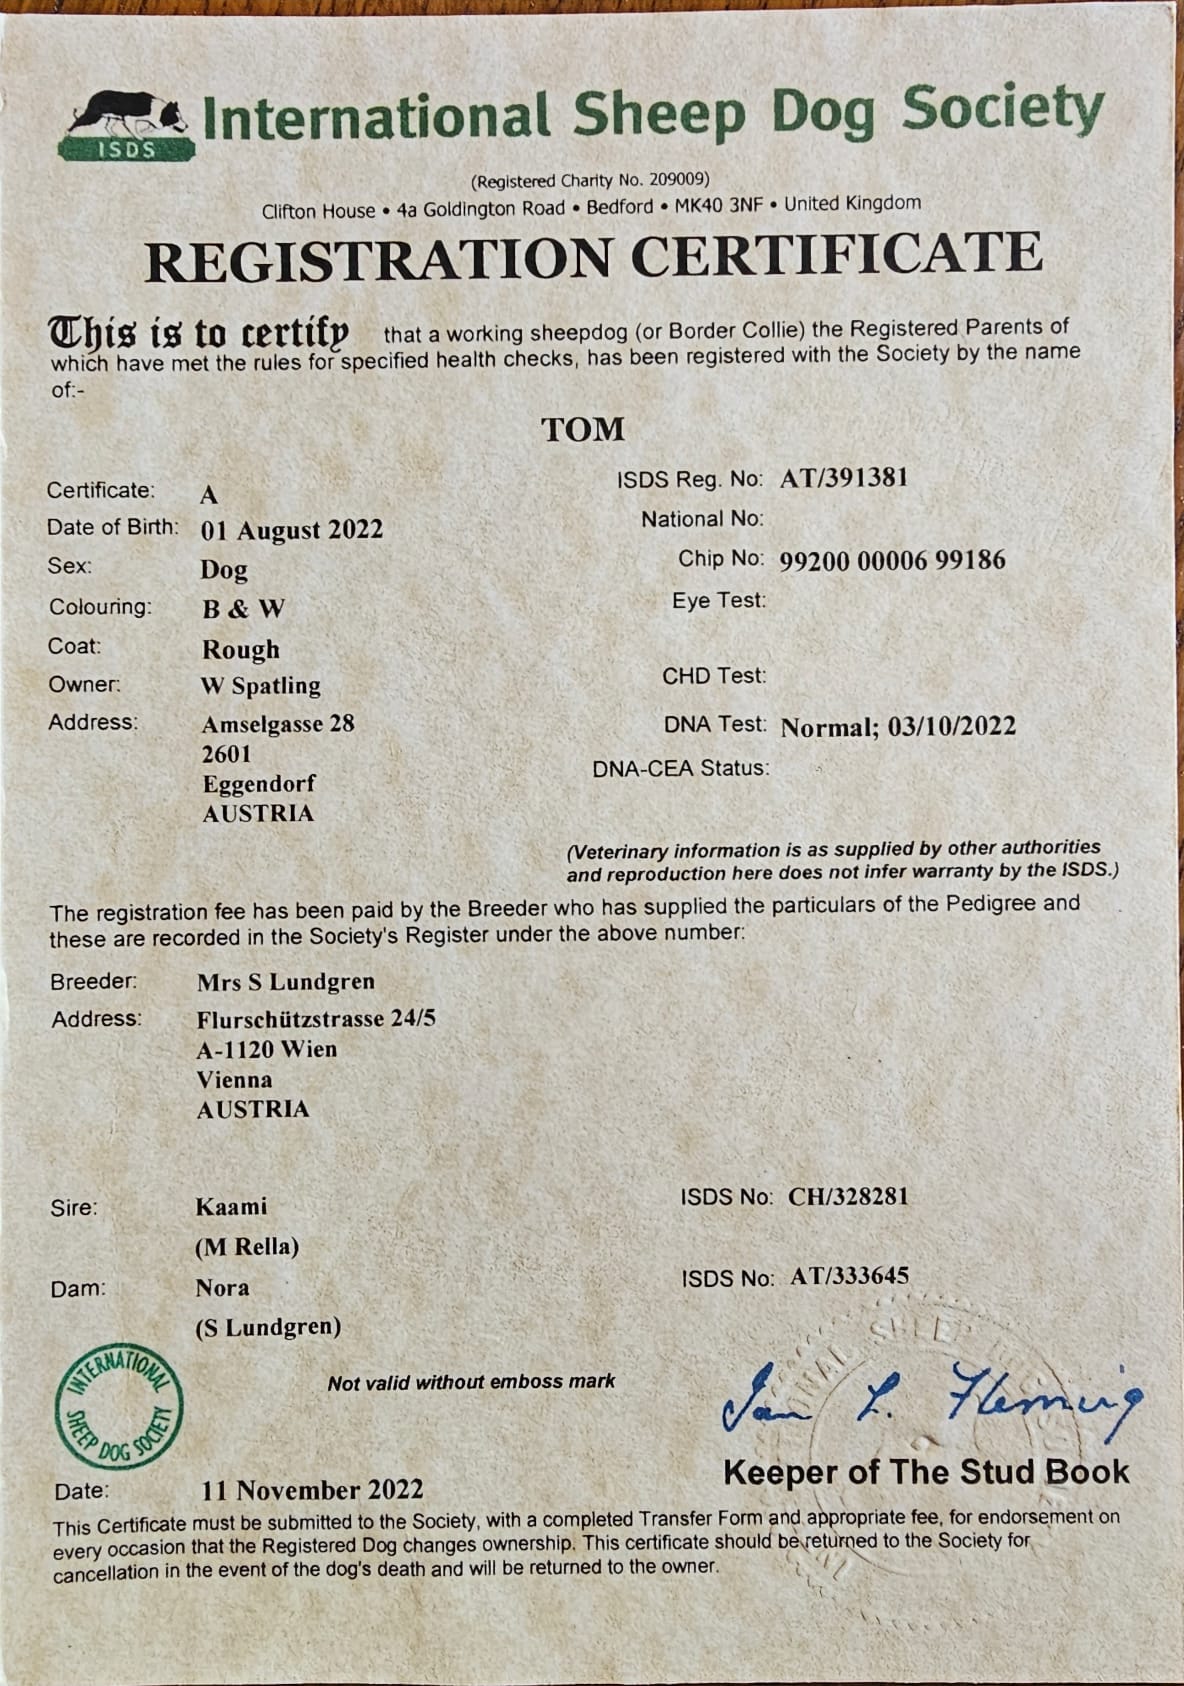 ISDS
International Sheep Dog Society
(Registered Charity No. 209009)
Clifton House • 4a Goldington Road • Bedford • MK40 3NF • United Kingdom
REGISTRATION CERTIFICATE
This is to certify that a working sheepdog (or Border Collie) the Registered Parents of
which have met the rules for specified health checks, has been registered with the Society by the name
of:-
TOM
Certificate: A
Date of Birth: 01 August 2022
Sex: Dog
Colouring: B & W
Coat: Rough
Owner: W Spatling
Address: Amselgasse 28
2601
Eggendorf
AUSTRIA
ISDS Reg. No: AT/391381
National No:
Chip No: 99200 00006 99186
Eye Test:
CHD Test:
DNA Test: Normal; 03/10/2022
DNA-CEA Status:
(Veterinary information is as supplied by other authorities
and reproduction here does not infer warranty by the ISDS.)
The registration fee has been paid by the Breeder who has supplied the particulars of the Pedigree and
these are recorded in the Society's Register under the above number:
Breeder: Mrs S Lundgren
Address: Flurschützstrasse 24/5
A-1120 Wien
Vienna
AUSTRIA
Sire: Kaami
(M Rella)
ISDS No: CH/328281
Dam: Nora
(S Lundgren)
ISDS No: AT/333645
INTERNATIONAL
SHEEP DOG SOCIETY
Not valid without emboss mark
Ian L. Fleming
Keeper of The Stud Book
Date: 11 November 2022
This Certificate must be submitted to the Society, with a completed Transfer Form and appropriate fee, for endorsement on
every occasion that the Registered Dog changes ownership. This certificate should be returned to the Society for
cancellation in the event of the dog's death and will be returned to the owner.